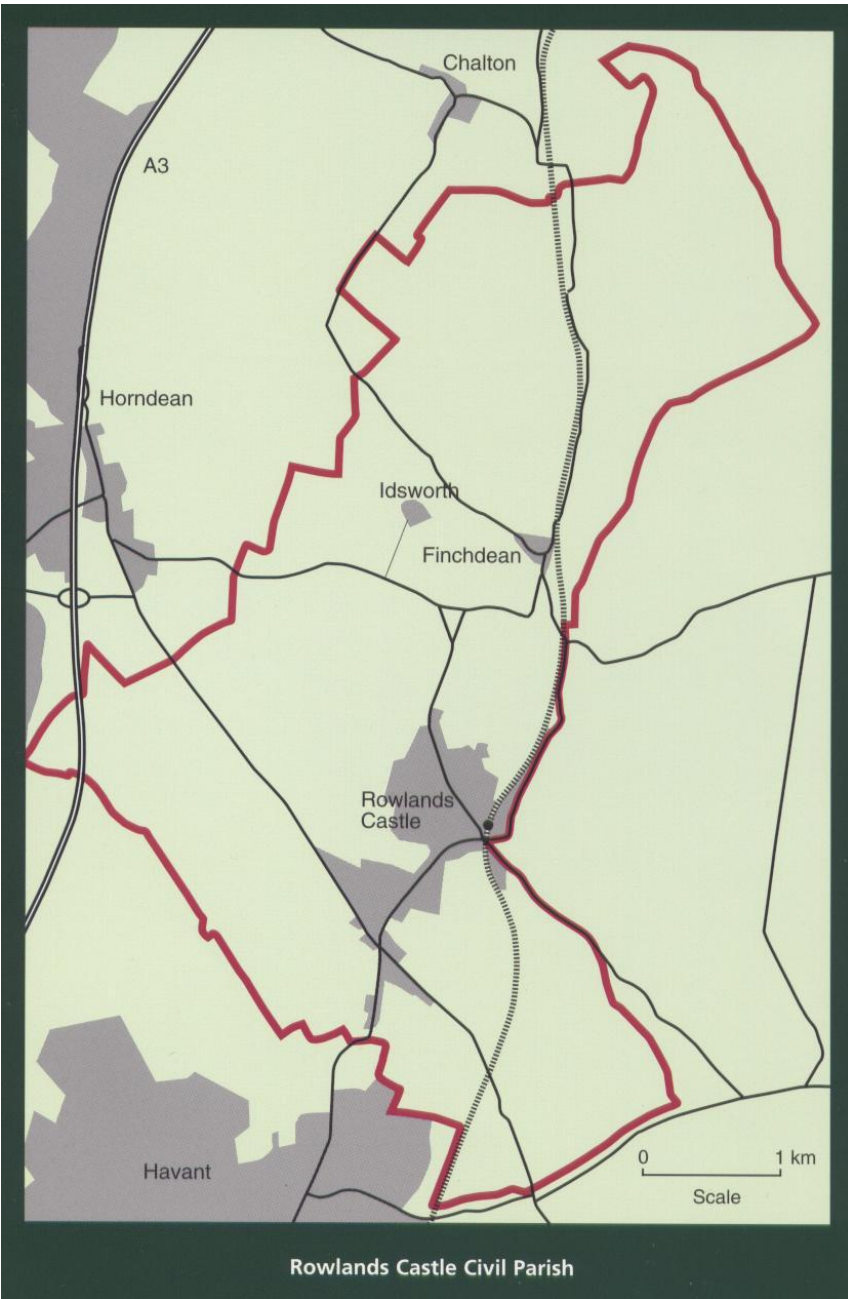 Chalton
A3
Horndean
Idsworth
Finchdean
Rowlands
Castle
0 1 km
Havant
Scale
Rowlands Castle Civil Parish